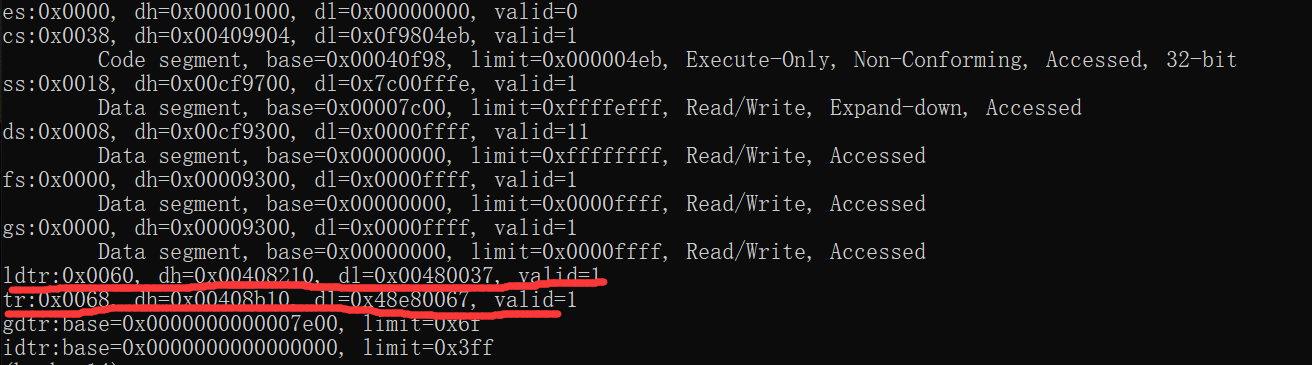 es:0x0000, dh=0x00001000, dl=0x00000000, valid=0
cs:0x0038, dh=0x00409904, dl=0x0f9804eb, valid=1
Code segment, base=0x00040f98, limit=0x000004eb, Execute-Only, Non-Conforming, Accessed, 32-bit
ss:0x0018, dh=0x00cf9700, dl=0x7c00fffe, valid=1
Data segment, base=0x00007c00, limit=0xffffefff, Read/Write, Expand-down, Accessed
ds:0x0008, dh=0x00cf9300, dl=0x0000ffff, valid=11
Data segment, base=0x00000000, limit=0xffffffff, Read/Write, Accessed
fs:0x0000, dh=0x00009300, dl=0x0000ffff, valid=1
Data segment, base=0x00000000, limit=0x0000ffff, Read/Write, Accessed
gs:0x0000, dh=0x00009300, dl=0x0000ffff, valid=1
Data segment, base=0x00000000, limit=0x0000ffff, Read/Write, Accessed
ldtr:0x0060, dh=0x00408210, dl=0x00480037, valid=1
tr:0x0068, dh=0x00408b10, dl=0x48e80067, valid=1
gdtr:base=0x0000000000007e00, limit=0x6f
idtr:base=0x0000000000000000, limit=0x3ff